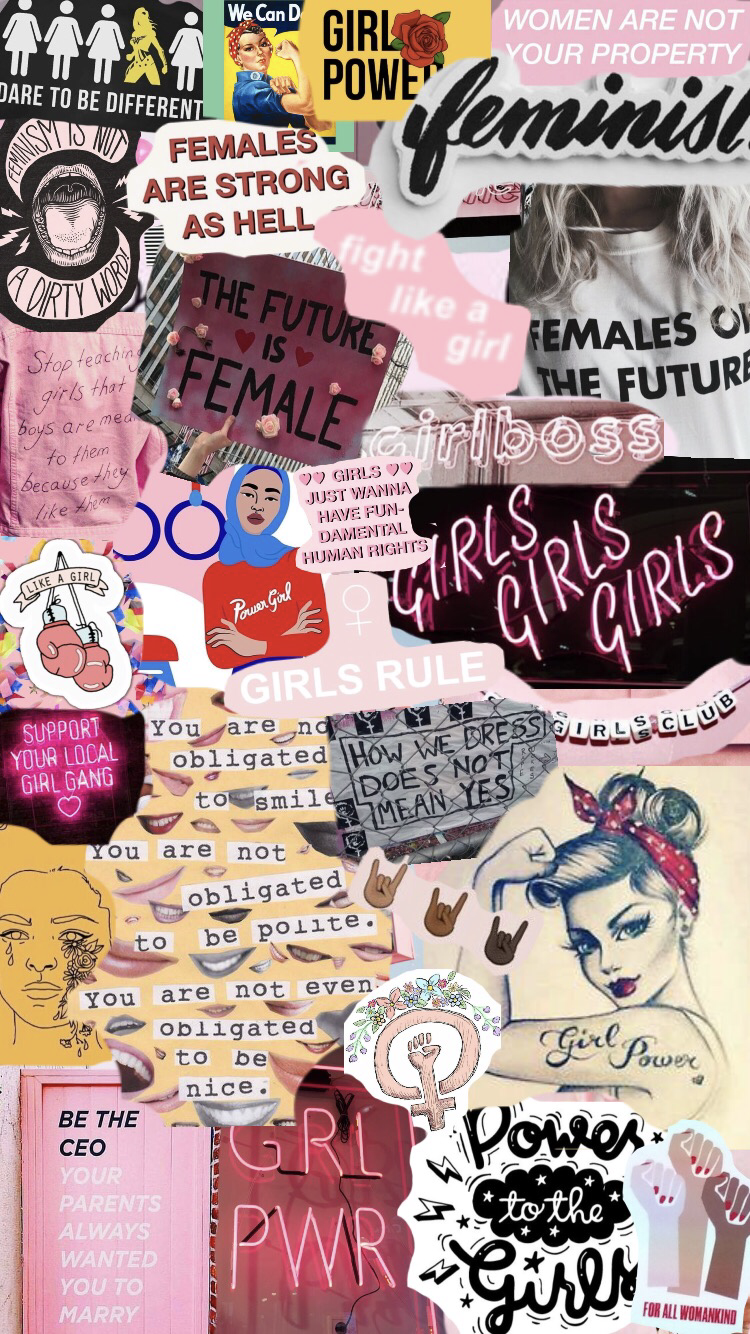 DARE TO BE DIFFERENT
We Can D
GIRL
POWER
WOMEN ARE NOT
YOUR PROPERTY
feminist
FEMINISM IS NOT
A DIRTY WORD
FEMALES
ARE STRONG
AS HELL
fight
like a
girl
THE FUTURE
IS
FEMALE
FEMALES OF
THE FUTURE
Stop teaching
girls that
boys are mean
to them
because they
like them
girlboss
GIRLS
JUST WANNA
HAVE FUN-
DAMENTAL
HUMAN RIGHTS
GIRLS
GIRLS
GIRLS
Power Girl
LIKE A GIRL
GIRLS RULE
GIRLS CLUB
SUPPORT
YOUR LOCAL
GIRL GANG
You are no
obligated
to smile
You are not
obligated
to be polite.
You are not even
obligated
to be
nice.
HOW WE DRESS
DOES NOT
MEAN YES
Girl Power
BE THE
CEO
YOUR
PARENTS
ALWAYS
WANTED
YOU TO
MARRY
GRL
PWR
Power
to the
Girls
FOR ALL WOMANKIND